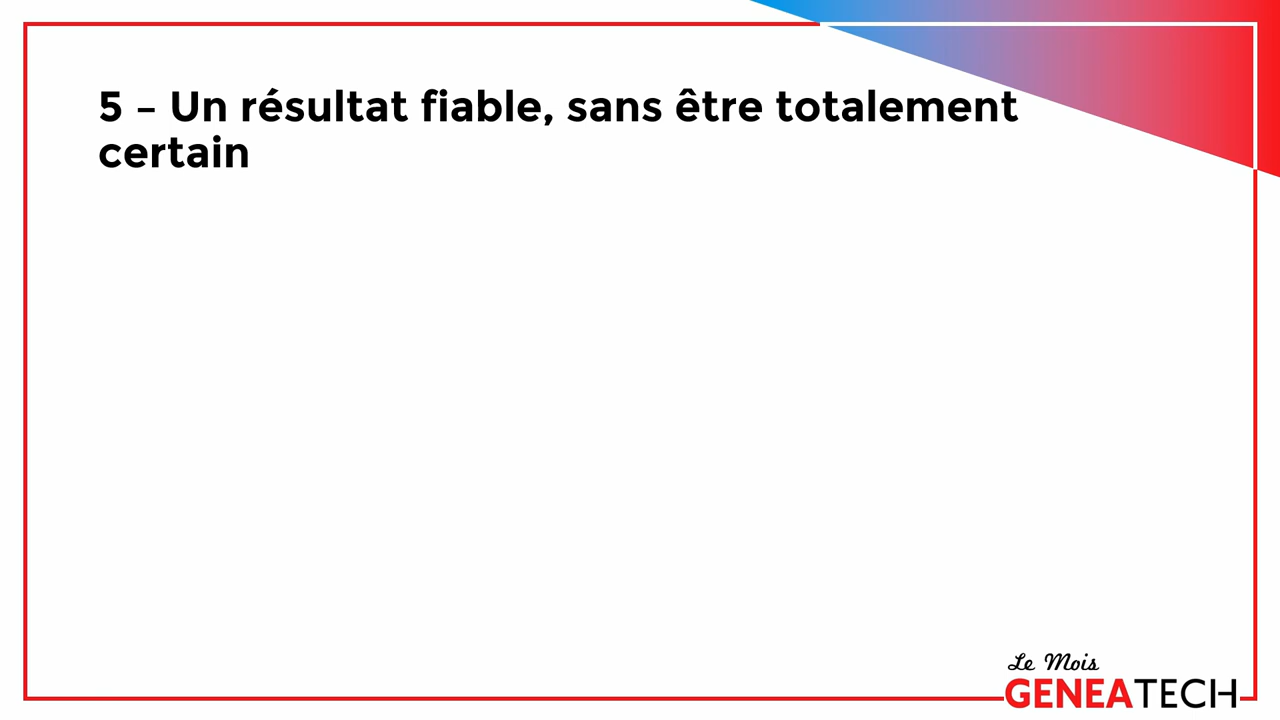 5 – Un résultat fiable, sans être totalement
certain
Le Mois
GENEATECH